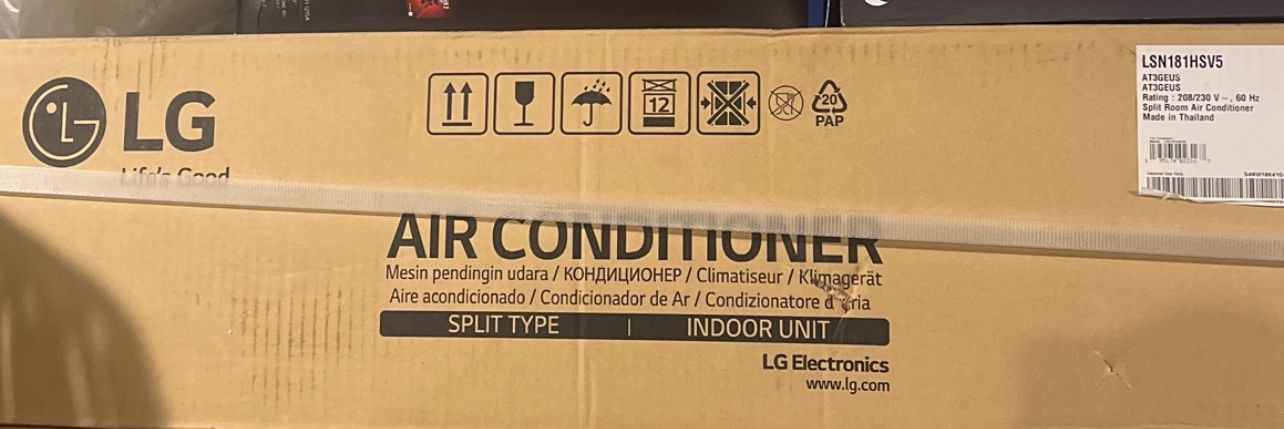 LG
Life's Good
12
20
PAP
LSN181HSV5
AT3GEUS
AT3GEUS
Rating : 208/230 V ~ , 60 Hz
Split Room Air Conditioner
Made in Thailand
AIR CONDITIONER
Mesin pendingin udara / КОНДИЦИОНЕР / Climatiseur / Klimagerät
Aire acondicionado / Condicionador de Ar / Condizionatore d'aria
SPLIT TYPE | INDOOR UNIT
LG Electronics
www.lg.com